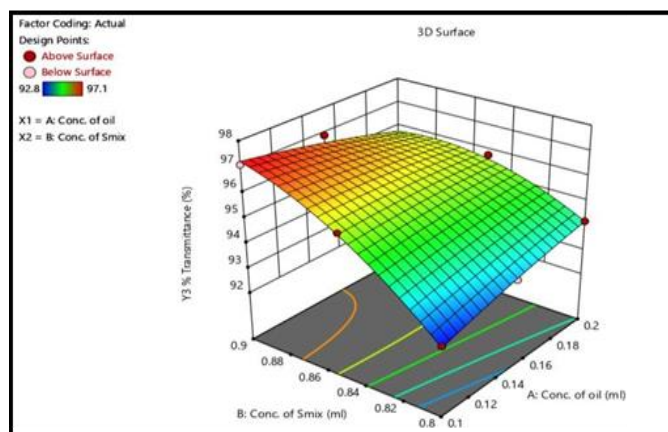 Factor Coding: Actual
3D Surface
Design Points:
Above Surface
Below Surface
92.8 97.1
X1 = A: Conc. of oil
X2 = B: Conc. of Smix
Y3 % Transmittance (%)
98
97
96
95
94
93
92
0.9
0.88
0.86
0.84
0.82
0.8
B: Conc. of Smix (ml)
0.1
0.12
0.14
0.16
0.18
0.2
A: Conc. of oil (ml)